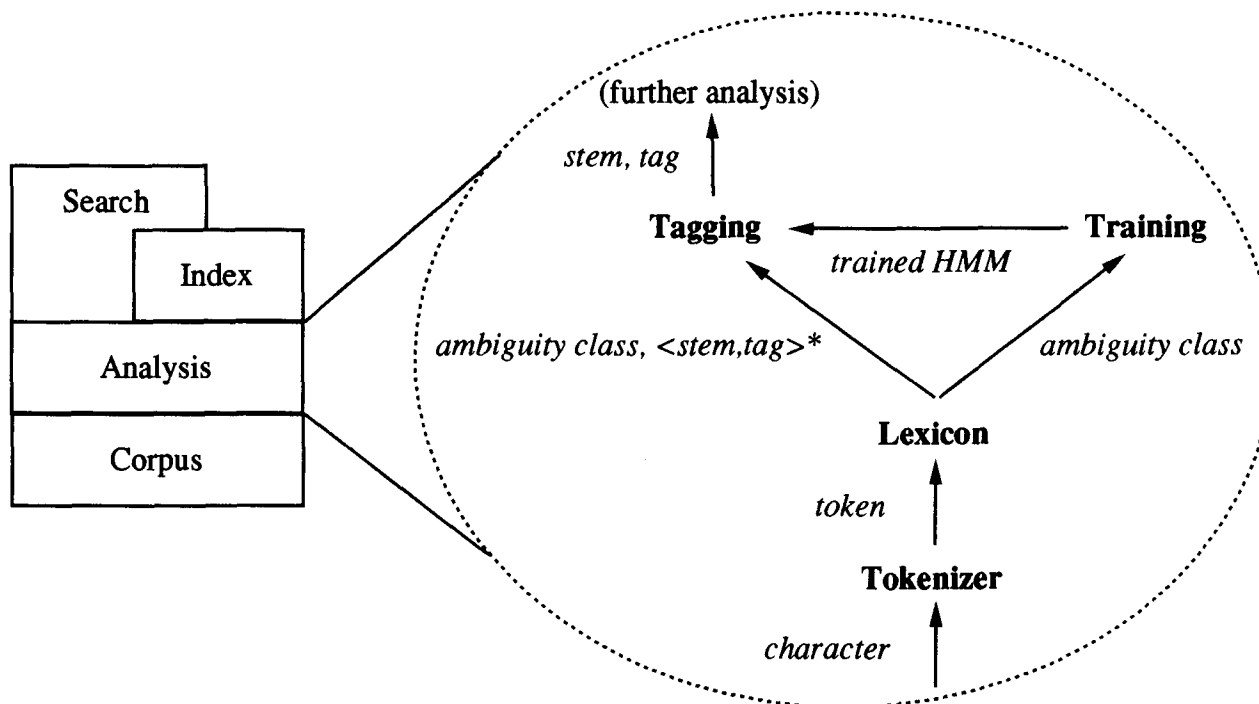 Search
Index
Analysis
Corpus
(further analysis)
stem, tag
Tagging
Training
trained HMM
ambiguity class, <stem,tag>*
ambiguity class
Lexicon
token
Tokenizer
character